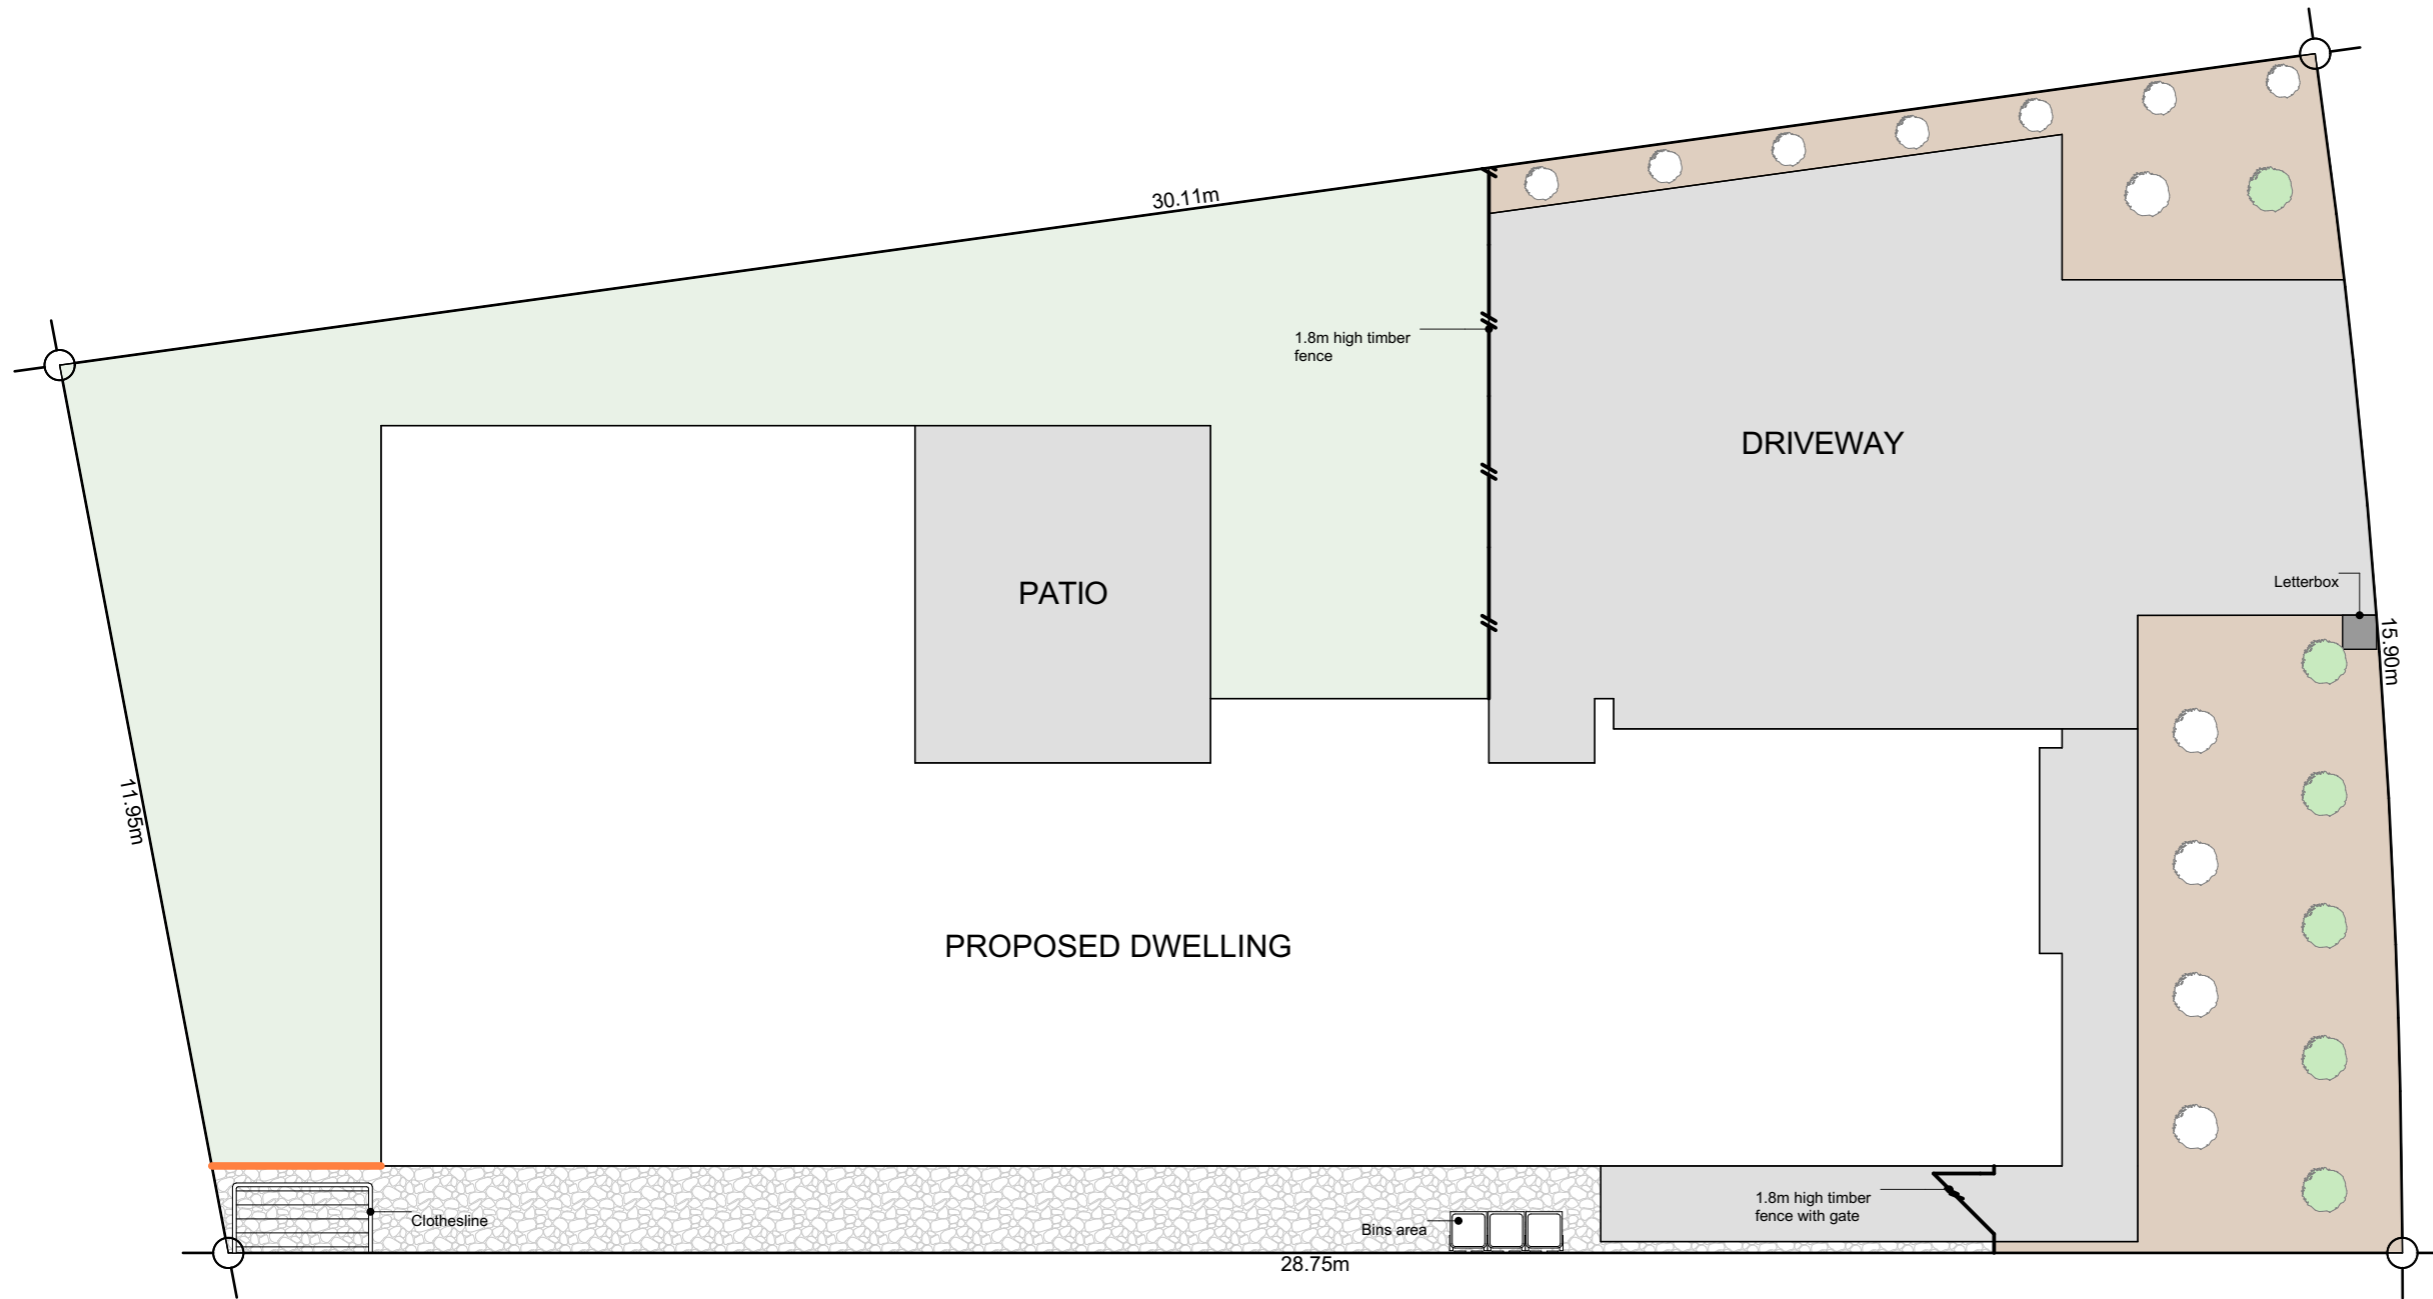 30.11m
1.8m high timber
fence
DRIVEWAY
Letterbox
PATIO
15.90m
11.95m
PROPOSED DWELLING
1.8m high timber
fence with gate
Clothesline
Bins area
28.75m